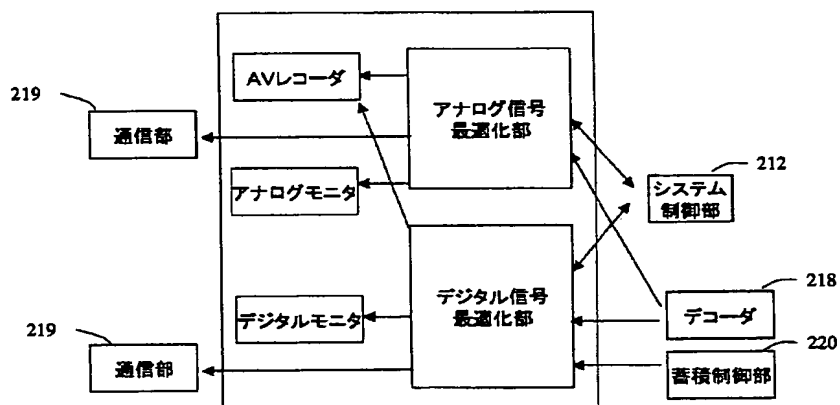 AVレコーダ
アナログ信号
最適化部
219
通信部
アナログモニタ
212
システム
制御部
デジタル信号
最適化部
218
デコーダ
デジタルモニタ
219
通信部
220
蓄積制御部